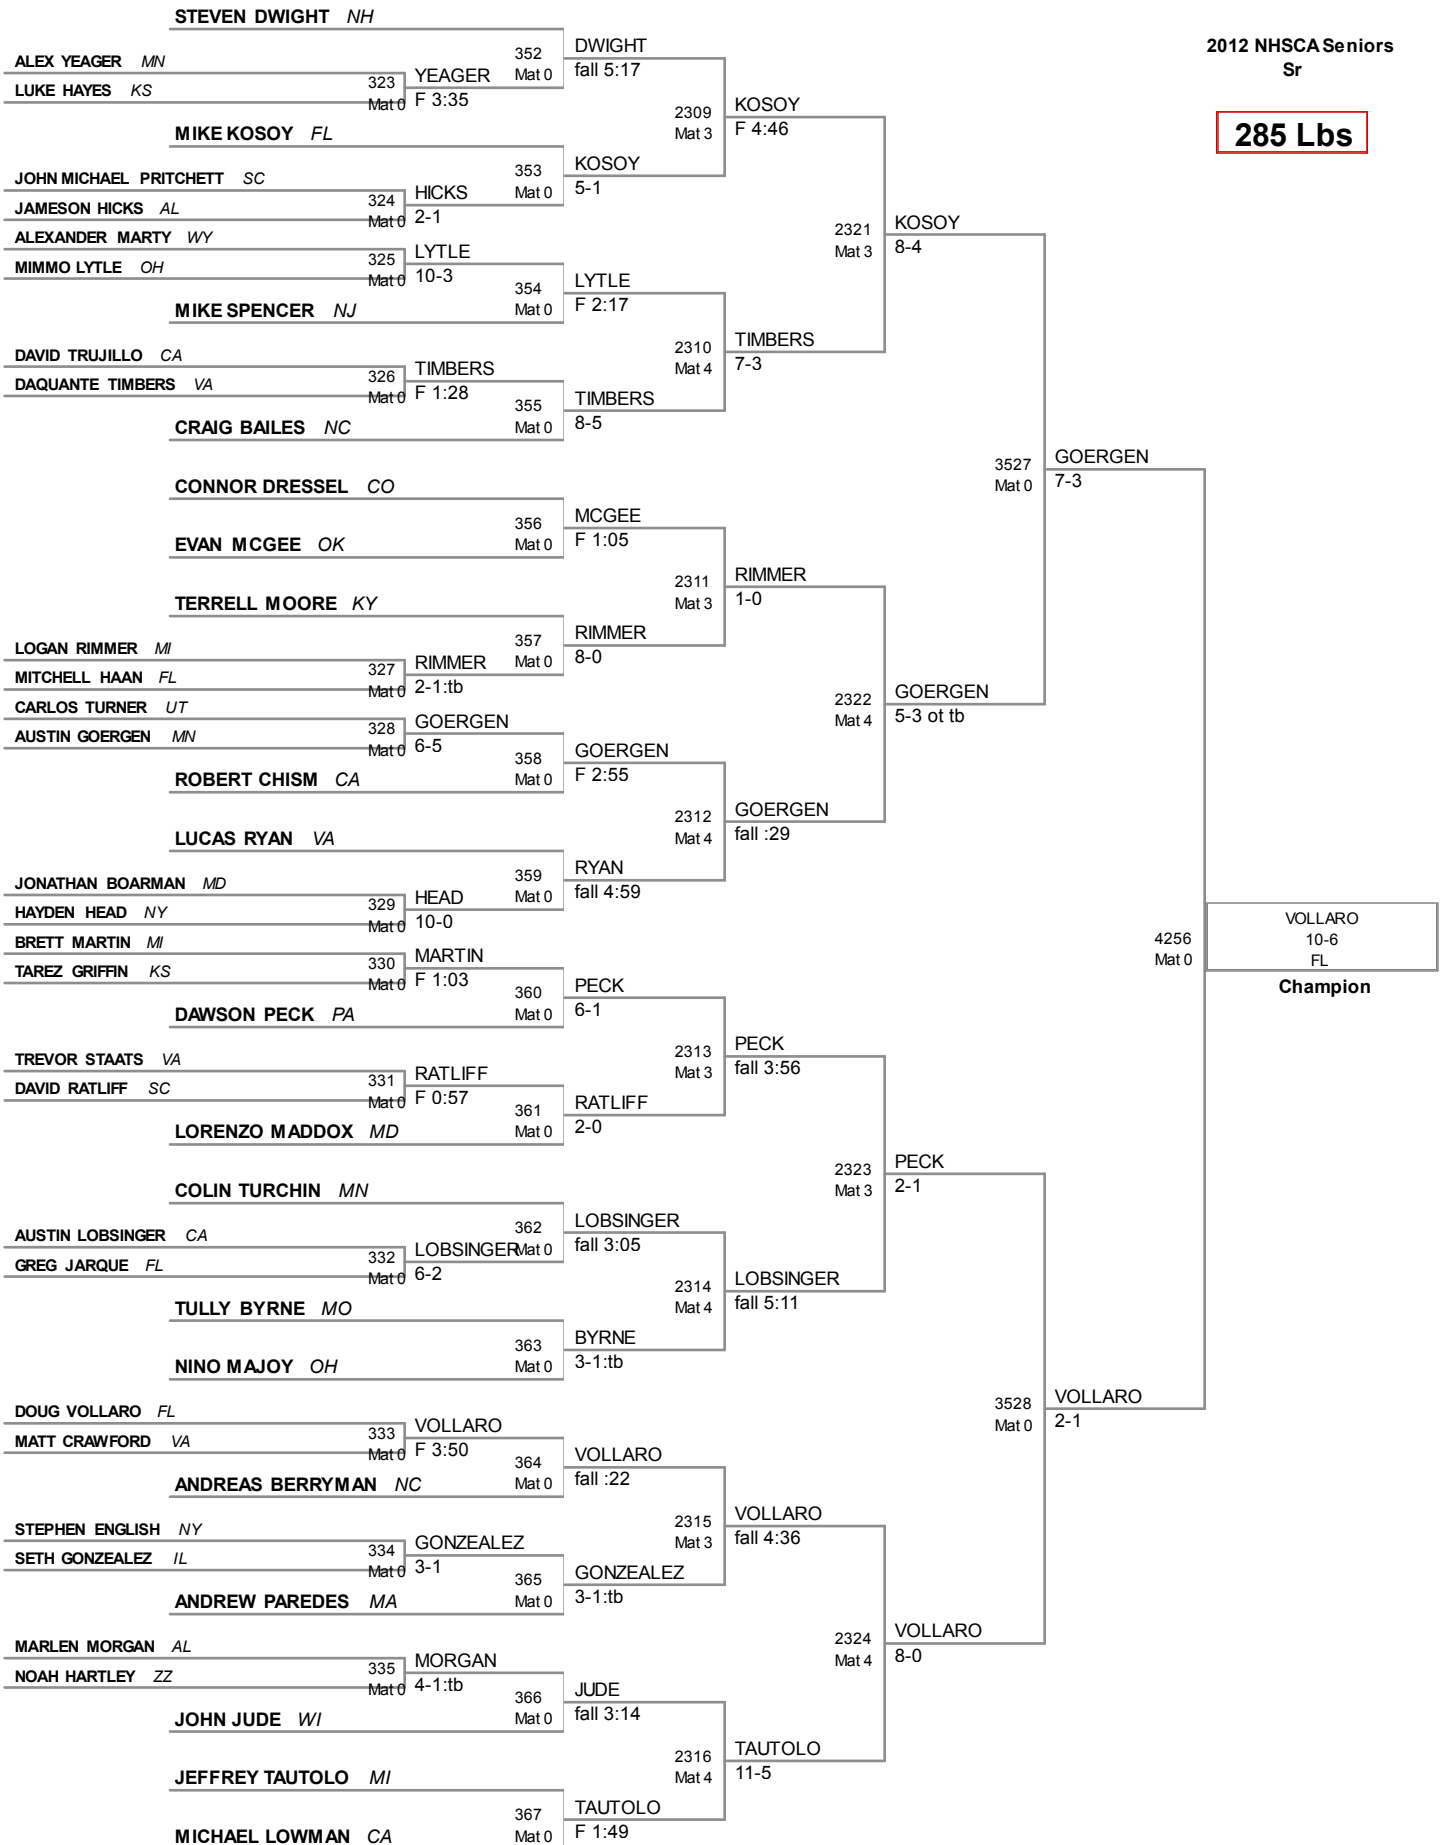 STEVEN DWIGHT NH
2012 NHSCA Seniors
Sr
285 Lbs
ALEX YEAGER MN
LUKE HAYES KS
323
Mat 0
YEAGER
F 3:35
352
Mat 0
DWIGHT
fall 5:17
MIKE KOSOY FL
JOHN MICHAEL PRITCHETT SC
JAMESON HICKS AL
324
Mat 0
HICKS
2-1
353
Mat 0
KOSOY
5-1
2309
Mat 3
KOSOY
F 4:46
ALEXANDER MARTY WY
MIMMO LYTLE OH
325
Mat 0
LYTLE
10-3
MIKE SPENCER NJ
354
Mat 0
LYTLE
F 2:17
DAVID TRUJILLO CA
DAQUANTE TIMBERS VA
326
Mat 0
TIMBERS
F 1:28
CRAIG BAILES NC
355
Mat 0
TIMBERS
8-5
2310
Mat 4
TIMBERS
7-3
2321
Mat 3
KOSOY
8-4
CONNOR DRESSEL CO
EVAN MCGEE OK
356
Mat 0
MCGEE
F 1:05
TERRELL MOORE KY
LOGAN RIMMER MI
MITCHELL HAAN FL
327
Mat 0
RIMMER
2-1:tb
357
Mat 0
RIMMER
8-0
2311
Mat 3
RIMMER
1-0
CARLOS TURNER UT
AUSTIN GOERGEN MN
328
Mat 0
GOERGEN
6-5
ROBERT CHISM CA
358
Mat 0
GOERGEN
F 2:55
LUCAS RYAN VA
JONATHAN BOARMAN MD
HAYDEN HEAD NY
329
Mat 0
HEAD
10-0
359
Mat 0
RYAN
fall 4:59
2312
Mat 4
GOERGEN
fall :29
2322
Mat 4
GOERGEN
5-3 ot tb
3527
Mat 0
GOERGEN
7-3
BRETT MARTIN MI
TAREZ GRIFFIN KS
330
Mat 0
MARTIN
F 1:03
DAWSON PECK PA
360
Mat 0
PECK
6-1
TREVOR STAATS VA
DAVID RATLIFF SC
331
Mat 0
RATLIFF
F 0:57
LORENZO MADDOX MD
361
Mat 0
RATLIFF
2-0
2313
Mat 3
PECK
fall 3:56
COLIN TURCHIN MN
AUSTIN LOBSINGER CA
GREG JARQUE FL
332
Mat 0
LOBSINGER
6-2
362
Mat 0
LOBSINGER
fall 3:05
TULLY BYRNE MO
NINO MAJOY OH
363
Mat 0
BYRNE
3-1:tb
2314
Mat 4
LOBSINGER
fall 5:11
2323
Mat 3
PECK
2-1
DOUG VOLLARO FL
MATT CRAWFORD VA
333
Mat 0
VOLLARO
F 3:50
ANDREAS BERRYMAN NC
364
Mat 0
VOLLARO
fall :22
STEPHEN ENGLISH NY
SETH GONZEALEZ IL
334
Mat 0
GONZEALEZ
3-1
ANDREW PAREDES MA
365
Mat 0
GONZEALEZ
3-1:tb
2315
Mat 3
VOLLARO
fall 4:36
MARLEN MORGAN AL
NOAH HARTLEY ZZ
335
Mat 0
MORGAN
4-1:tb
JOHN JUDE WI
366
Mat 0
JUDE
fall 3:14
JEFFREY TAUTOLO MI
MICHAEL LOWMAN CA
367
Mat 0
TAUTOLO
F 1:49
2316
Mat 4
TAUTOLO
11-5
2324
Mat 4
VOLLARO
8-0
3528
Mat 0
VOLLARO
2-1
4256
Mat 0
VOLLARO
10-6
FL
Champion